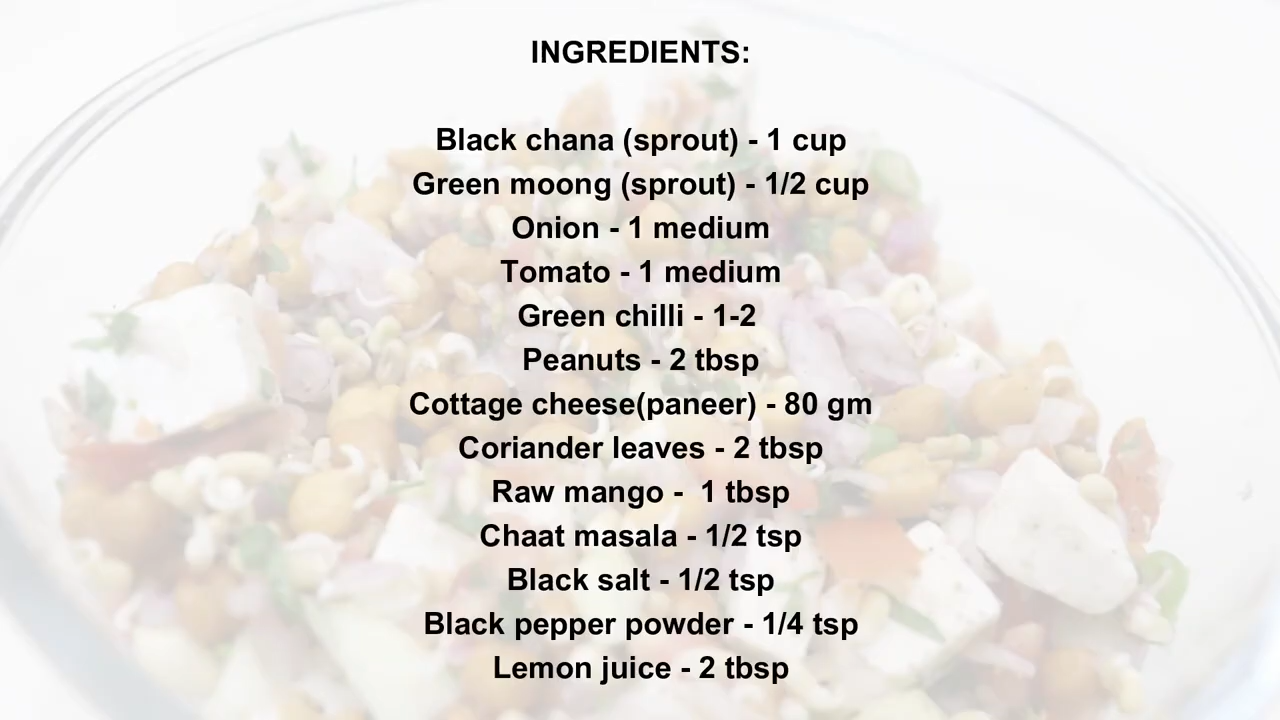 INGREDIENTS:
Black chana (sprout) - 1 cup
Green moong (sprout) - 1/2 cup
Onion - 1 medium
Tomato - 1 medium
Green chilli - 1-2
Peanuts - 2 tbsp
Cottage cheese(paneer) - 80 gm
Coriander leaves - 2 tbsp
Raw mango -  1 tbsp
Chaat masala - 1/2 tsp
Black salt - 1/2 tsp
Black pepper powder - 1/4 tsp
Lemon juice - 2 tbsp